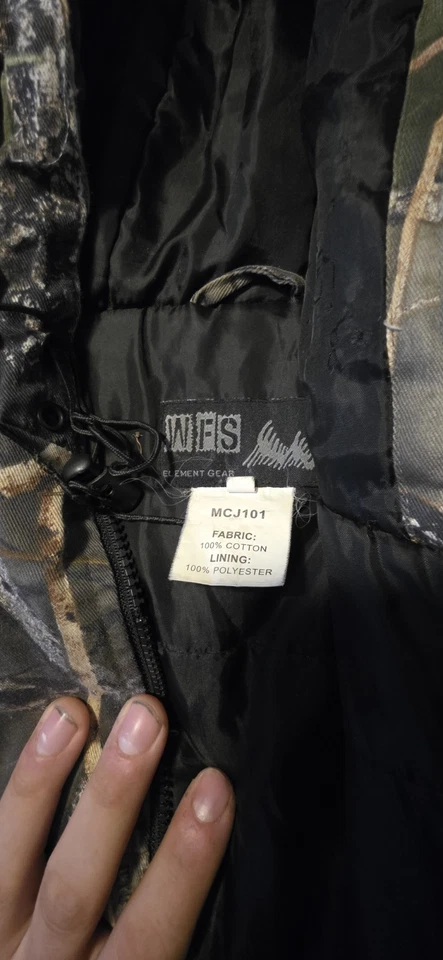 WFS
ELEMENT GEAR
MCJ101
FABRIC:
100% COTTON
LINING:
100% POLYESTER